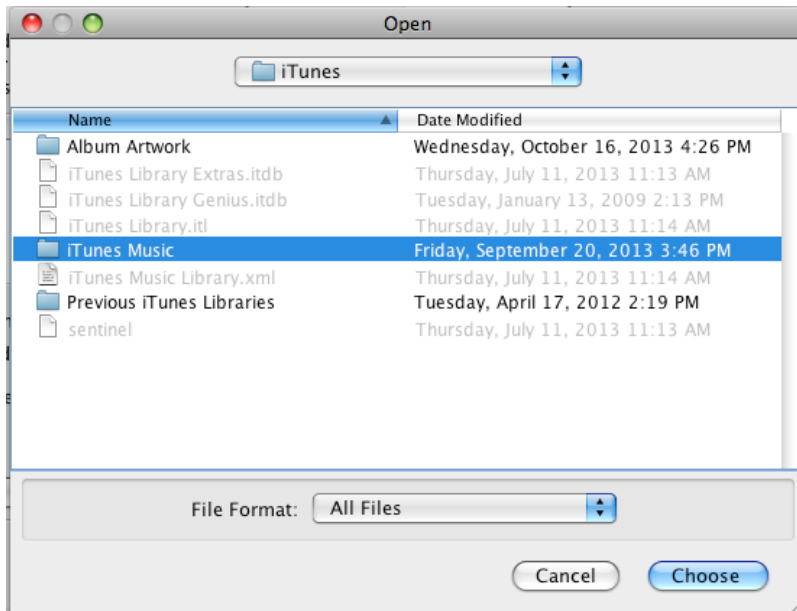 Open
iTunes
Name Date Modified
Album Artwork Wednesday, October 16, 2013 4:26 PM
iTunes Library Extras.itdb Thursday, July 11, 2013 11:13 AM
iTunes Library Genius.itdb Tuesday, January 13, 2009 2:13 PM
iTunes Library.itl Thursday, July 11, 2013 11:14 AM
iTunes Music Friday, September 20, 2013 3:46 PM
iTunes Music Library.xml Thursday, July 11, 2013 11:14 AM
Previous iTunes Libraries Tuesday, April 17, 2012 2:19 PM
sentinel Thursday, July 11, 2013 11:13 AM
File Format: All Files
Cancel Choose